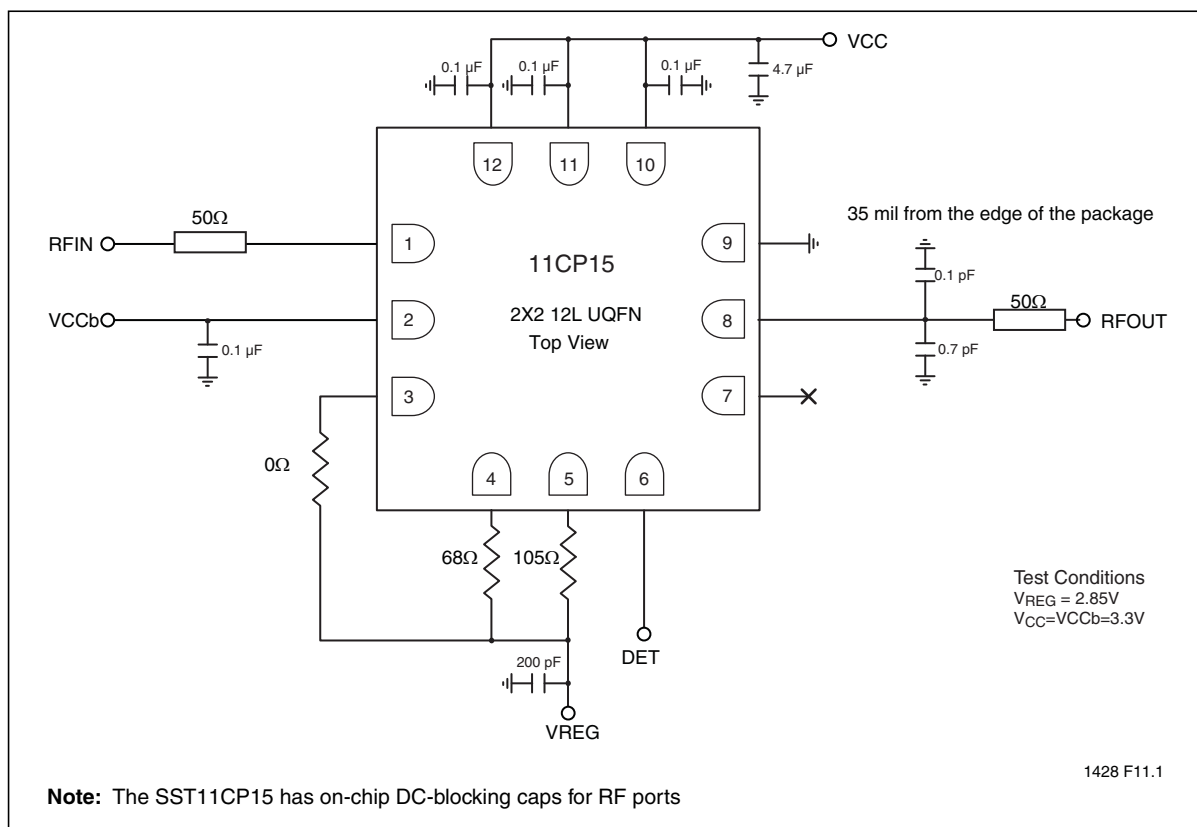 VCC
0.1 µF
0.1 µF
0.1 µF
4.7 µF
12
11
10
35 mil from the edge of the package
50Ω
RFIN
1
9
11CP15
0.1 pF
50Ω
VCCb
2
2X2 12L UQFN
8
RFOUT
Top View
0.1 µF
0.7 pF
3
7
0Ω
4
5
6
68Ω
105Ω
Test Conditions
VREG = 2.85V
VCC=VCCb=3.3V
DET
200 pF
VREG
1428 F11.1
Note: The SST11CP15 has on-chip DC-blocking caps for RF ports